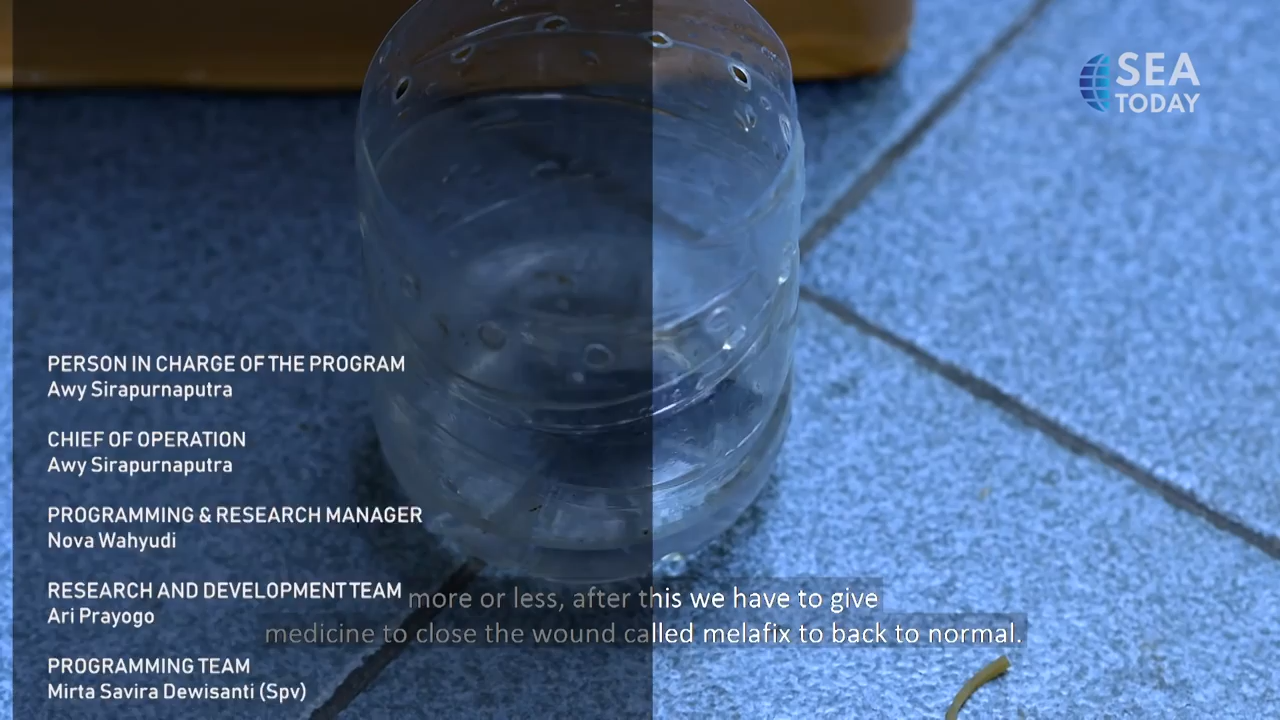 SEA
TODAY
PERSON IN CHARGE OF THE PROGRAM
Awy Sirapurnaputra
CHIEF OF OPERATION
Awy Sirapurnaputra
PROGRAMMING & RESEARCH MANAGER
Nova Wahyudi
RESEARCH AND DEVELOPMENT TEAM
Ari Prayogo
PROGRAMMING TEAM
Mirta Savira Dewisanti (Spv)
more or less, after this we have to give
medicine to close the wound called melafix to back to normal.